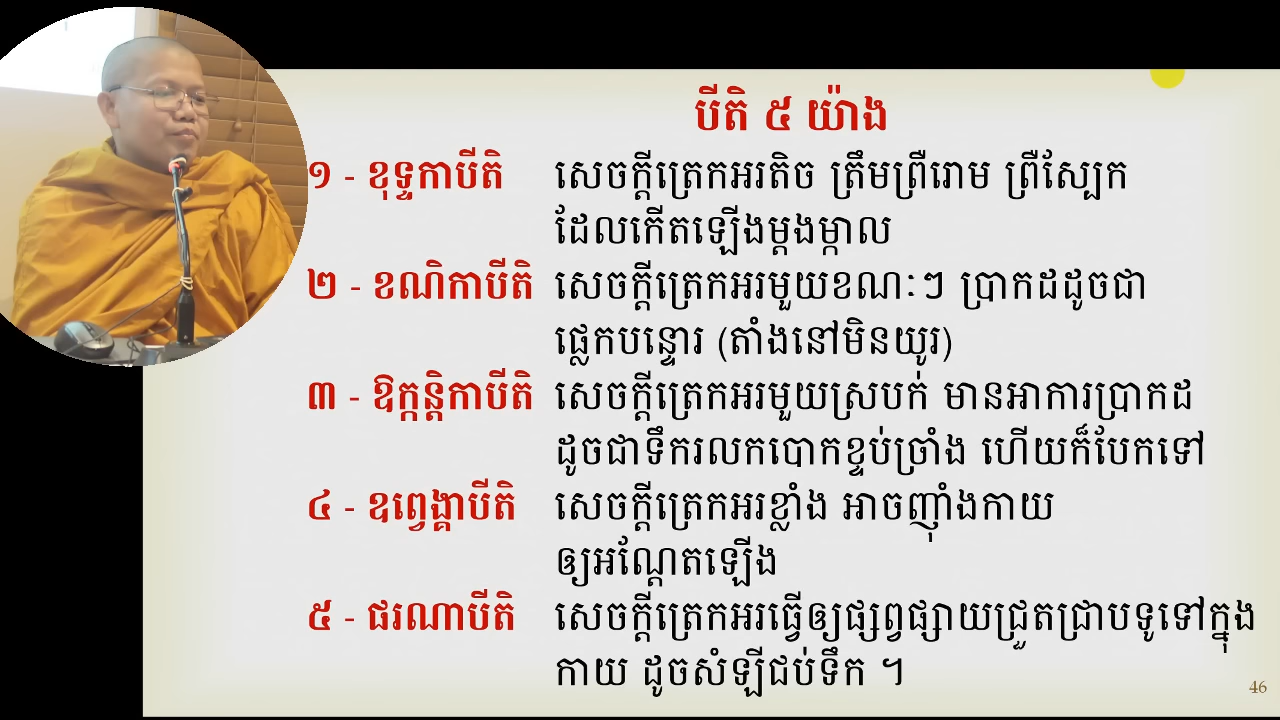 បីតិ ៥ យ៉ាង
១ - ខុទ្ទកាបីតិ សេចក្ដីត្រេកអរតិច ត្រឹមព្រឺរោម ព្រឺស្បែក
ដែលកើតឡើងម្ដងម្កាល
២ - ខណិកាបីតិ សេចក្ដីត្រេកអរមួយខណៈៗ ប្រាកដដូចជា
ផ្លេកបន្ទោរ (តាំងនៅមិនយូរ)
៣ - ឱក្កន្តិកាបីតិ សេចក្ដីត្រេកអរមួយស្របក់ មានអាការប្រាកដ
ដូចជាទឹករលកបោកខ្ទប់ច្រាំង ហើយក៏បែកទៅ
៤ - ឧព្វេង្គាបីតិ សេចក្ដីត្រេកអរខ្លាំង អាចញ៉ាំងកាយ
ឲ្យអណ្ដែតឡើង
៥ - ផរណាបីតិ សេចក្ដីត្រេកអរធ្វើឲ្យផ្សព្វផ្សាយជ្រួតជ្រាបទូទៅក្នុង
កាយ ដូចសំឡីជប់ទឹក ។
46